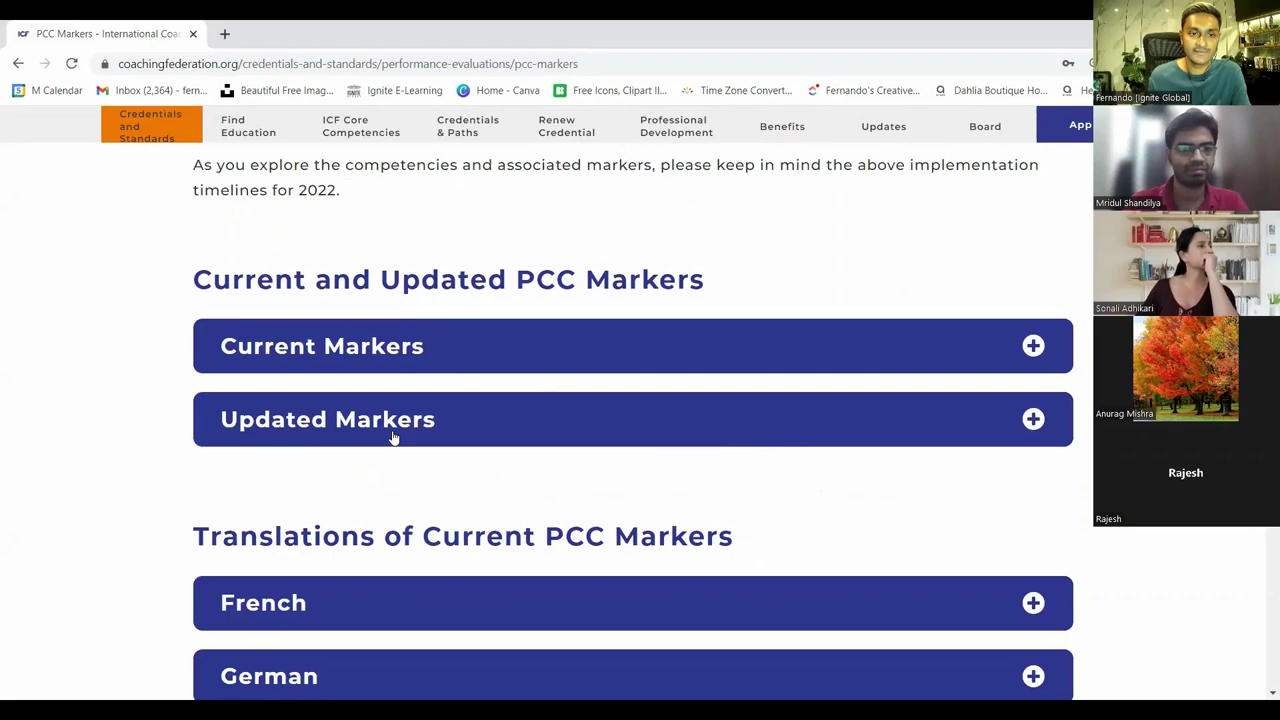 ICF PCC Markers - International Coa
coachingfederation.org/credentials-and-standards/performance-evaluations/pcc-markers
M Calendar
Inbox (2,364) - fern...
Beautiful Free Imag...
Ignite E-Learning
Home - Canva
Free Icons, Clipart Il...
Time Zone Convert...
Fernando's Creative...
Dahlia Boutique Ho...
He
Credentials
and
Standards
Find
Education
ICF Core
Competencies
Credentials
& Paths
Renew
Credential
Professional
Development
Benefits
Updates
Board
App
As you explore the competencies and associated markers, please keep in mind the above implementation
timelines for 2022.
Current and Updated PCC Markers
Current Markers
Updated Markers
Translations of Current PCC Markers
French
German
Fernando [Ignite Global]
Mridul Shandilya
Sonali Adhikari
Anurag Mishra
Rajesh
Rajesh